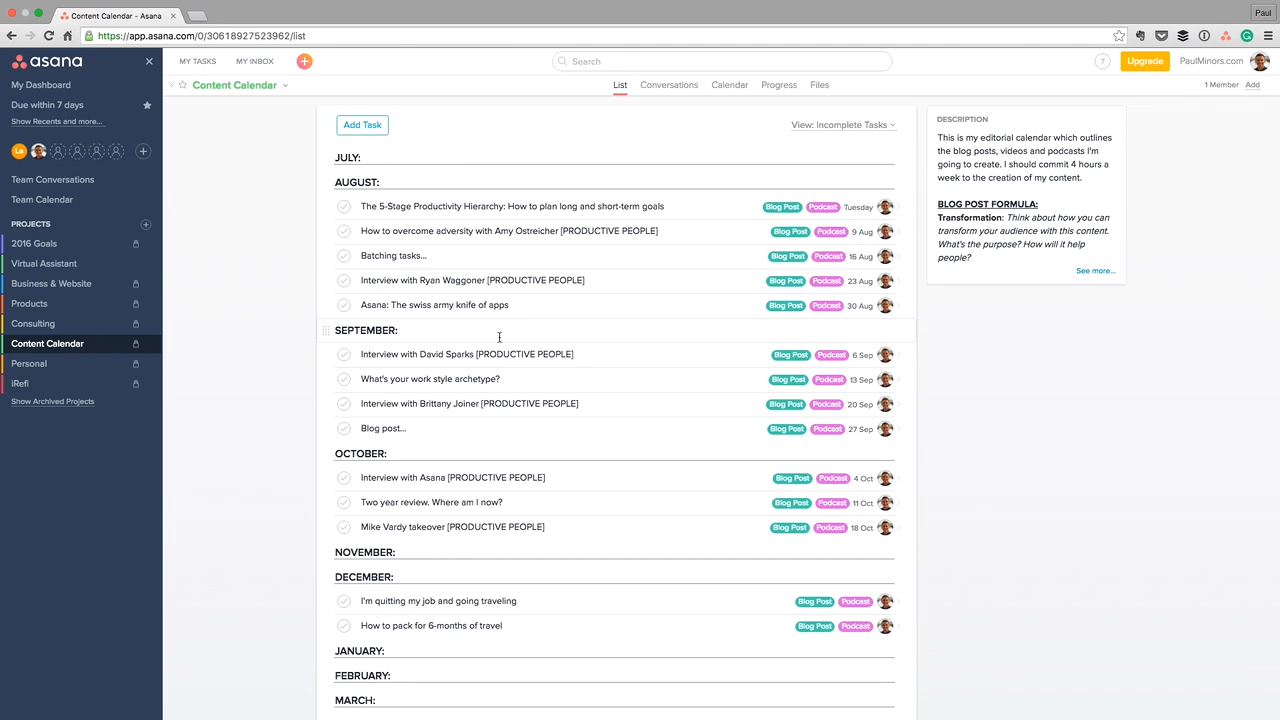 Content Calendar - Asana
Paul
https://app.asana.com/0/30618927523962/list
asana
MY TASKS
MY INBOX
Search
?
Upgrade
PaulMinors.com
My Dashboard
Due within 7 days
Show Recents and more...
La
Team Conversations
Team Calendar
PROJECTS
2016 Goals
Virtual Assistant
Business & Website
Products
Consulting
Content Calendar
Personal
iRefi
Show Archived Projects
Content Calendar
List
Conversations
Calendar
Progress
Files
1 Member
Add
Add Task
View: Incomplete Tasks
JULY:
AUGUST:
The 5-Stage Productivity Hierarchy: How to plan long and short-term goals Blog Post Podcast Tuesday
How to overcome adversity with Amy Ostreicher [PRODUCTIVE PEOPLE] Blog Post Podcast 9 Aug
Batching tasks... Blog Post Podcast 16 Aug
Interview with Ryan Waggoner [PRODUCTIVE PEOPLE] Blog Post Podcast 23 Aug
Asana: The swiss army knife of apps Blog Post Podcast 30 Aug
SEPTEMBER:
Interview with David Sparks [PRODUCTIVE PEOPLE] Blog Post Podcast 6 Sep
What's your work style archetype? Blog Post Podcast 13 Sep
Interview with Brittany Joiner [PRODUCTIVE PEOPLE] Blog Post Podcast 20 Sep
Blog post... Blog Post Podcast 27 Sep
OCTOBER:
Interview with Asana [PRODUCTIVE PEOPLE] Blog Post Podcast 4 Oct
Two year review. Where am I now? Blog Post Podcast 11 Oct
Mike Vardy takeover [PRODUCTIVE PEOPLE] Blog Post Podcast 18 Oct
NOVEMBER:
DECEMBER:
I'm quitting my job and going traveling Blog Post Podcast
How to pack for 6-months of travel Blog Post Podcast
JANUARY:
FEBRUARY:
MARCH:
DESCRIPTION
This is my editorial calendar which outlines
the blog posts, videos and podcasts I'm
going to create. I should commit 4 hours a
week to the creation of my content.
BLOG POST FORMULA:
Transformation: Think about how you can
transform your audience with this content.
What's the purpose? How will it help
people?
See more...